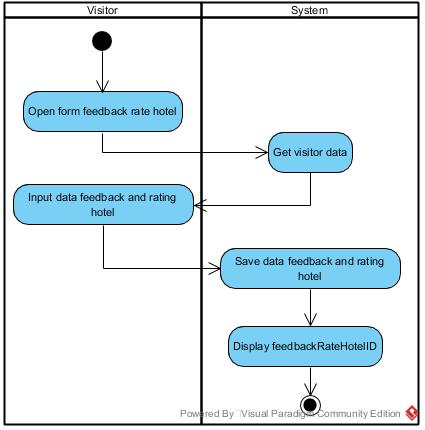 Visitor
System
Open form feedback rate hotel
Get visitor data
Input data feedback and rating
hotel
Save data feedback and rating
hotel
Display feedbackRateHotelID
Powered By Visual Paradigm Community Edition